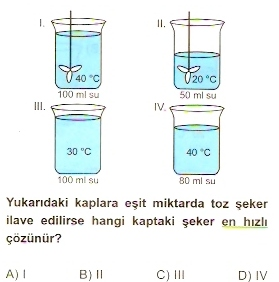 I.
II.
40 °C
20 °C
100 ml su
50 ml su
III.
IV.
30 °C
40 °C
100 ml su
80 ml su
Yukarıdaki kaplara eşit miktarda toz şeker
ilave edilirse hangi kaptaki şeker en hızlı
çözünür?
A) I
B) II
C) III
D) IV